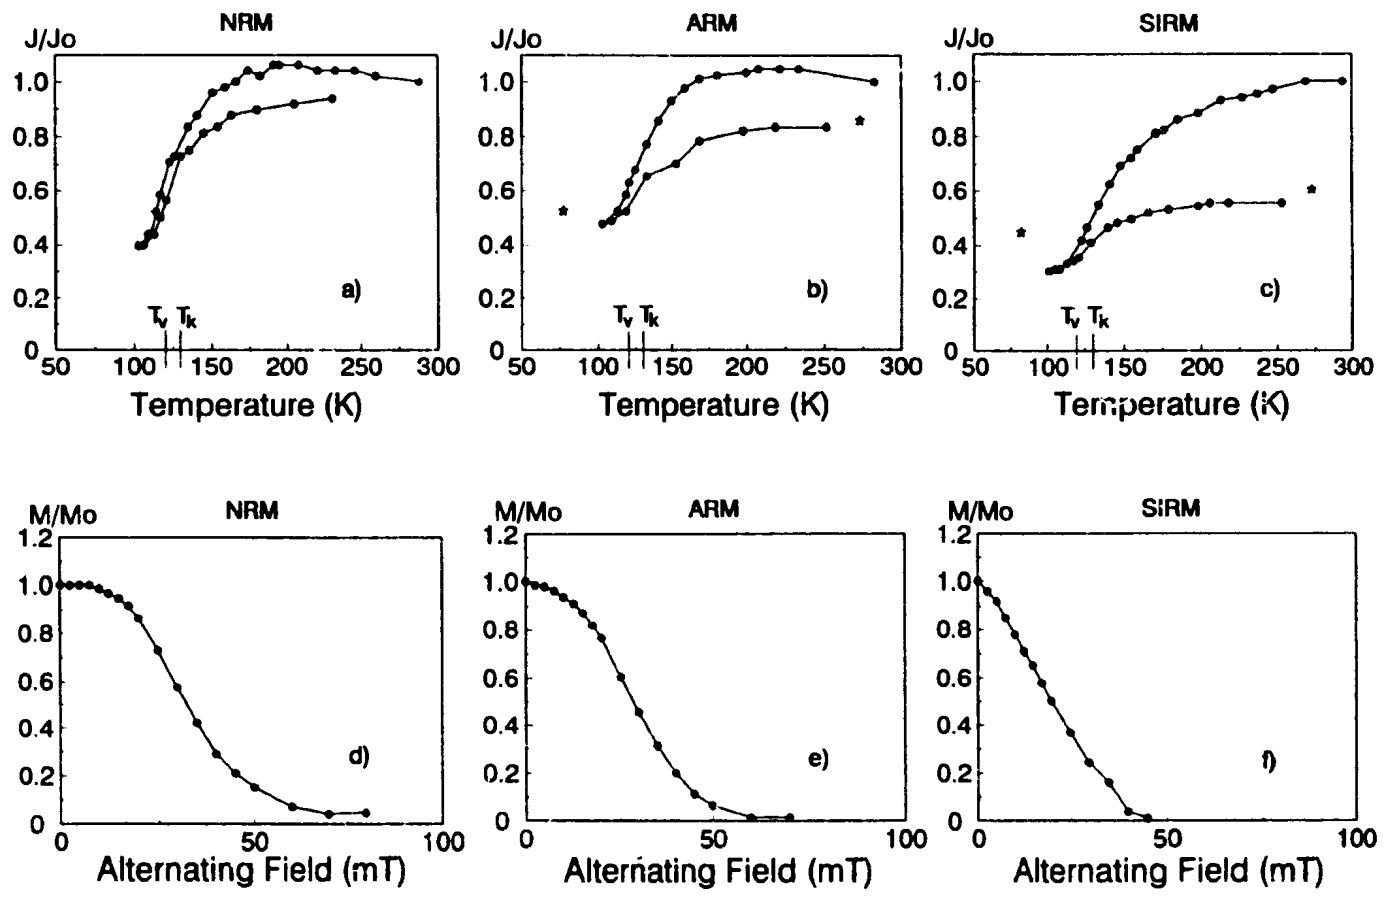 NRM ARM SIRM
J/Jo J/Jo J/Jo
1.0 1.0 1.0
0.8 0.8 0.8
0.6 0.6 0.6
0.4 0.4 0.4
a) b) c)
0.2 0.2 0.2
Tv Tk Tv Tk Tv Tk
0 0 0
50 100 150 200 250 300 50 100 150 200 250 300 50 100 150 200 250 300
Temperature (K) Temperature (K) Temperature (K)
NRM ARM SIRM
M/Mo M/Mo M/Mo
1.2 1.2 1.2
1.0 1.0 1.0
0.8 0.8 0.8
0.6 0.6 0.6
0.4 0.4 0.4
d) e) f)
0.2 0.2 0.2
0 0 0
0 50 100 0 50 100 0 50 100
Alternating Field (mT) Alternating Field (mT) Alternating Field (mT)